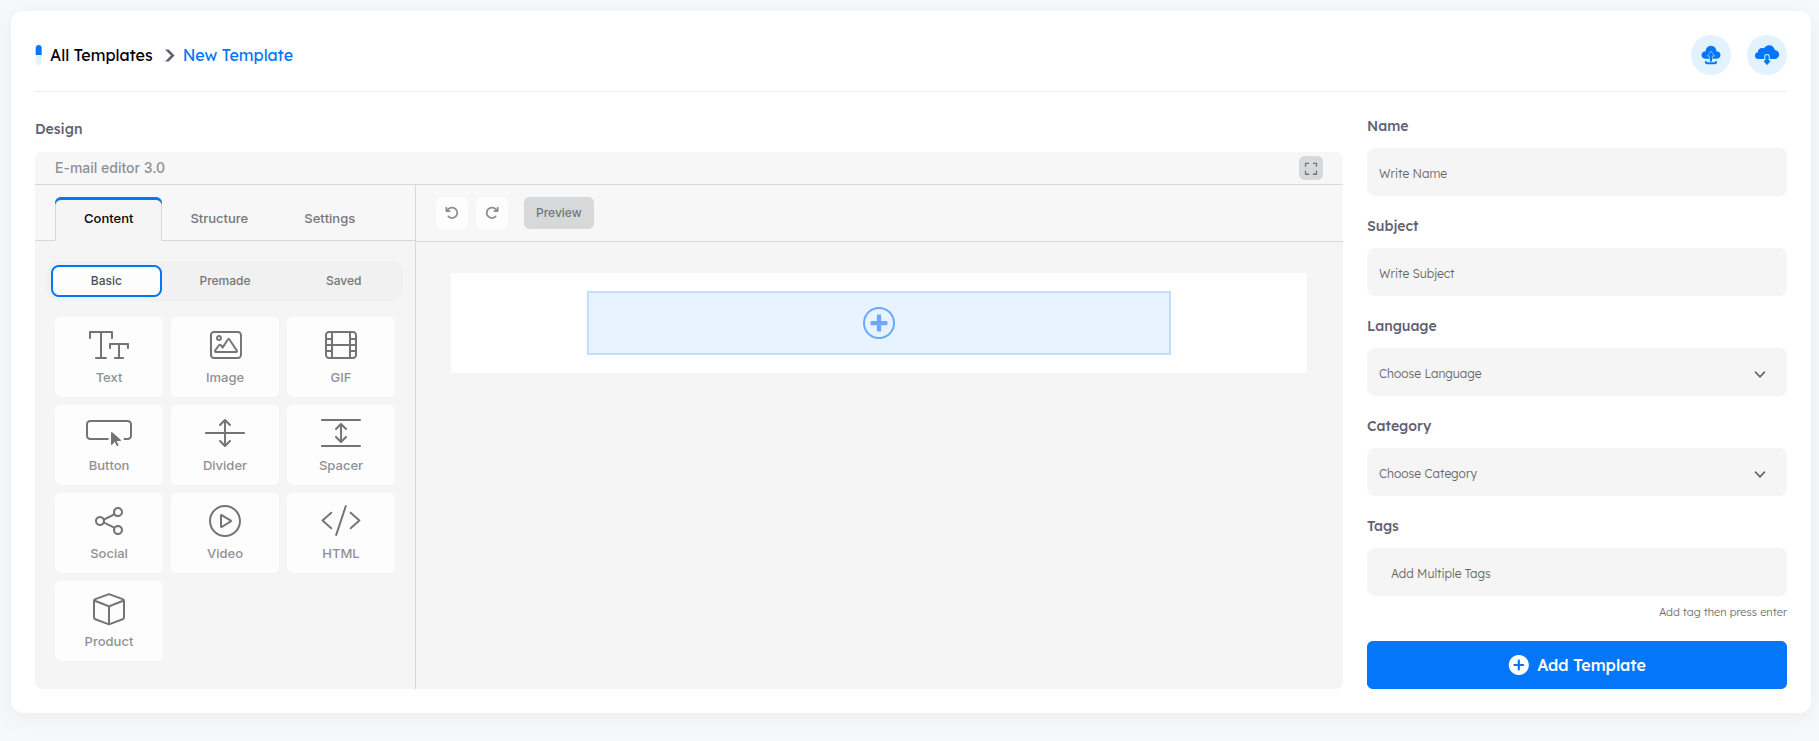 All Templates > New Template
Design
E-mail editor 3.0
Content Structure Settings
Preview
Basic Premade Saved
Text Image GIF
Button Divider Spacer
Social Video HTML
Product
Name
Write Name
Subject
Write Subject
Language
Choose Language
Category
Choose Category
Tags
Add Multiple Tags
Add tag then press enter
Add Template